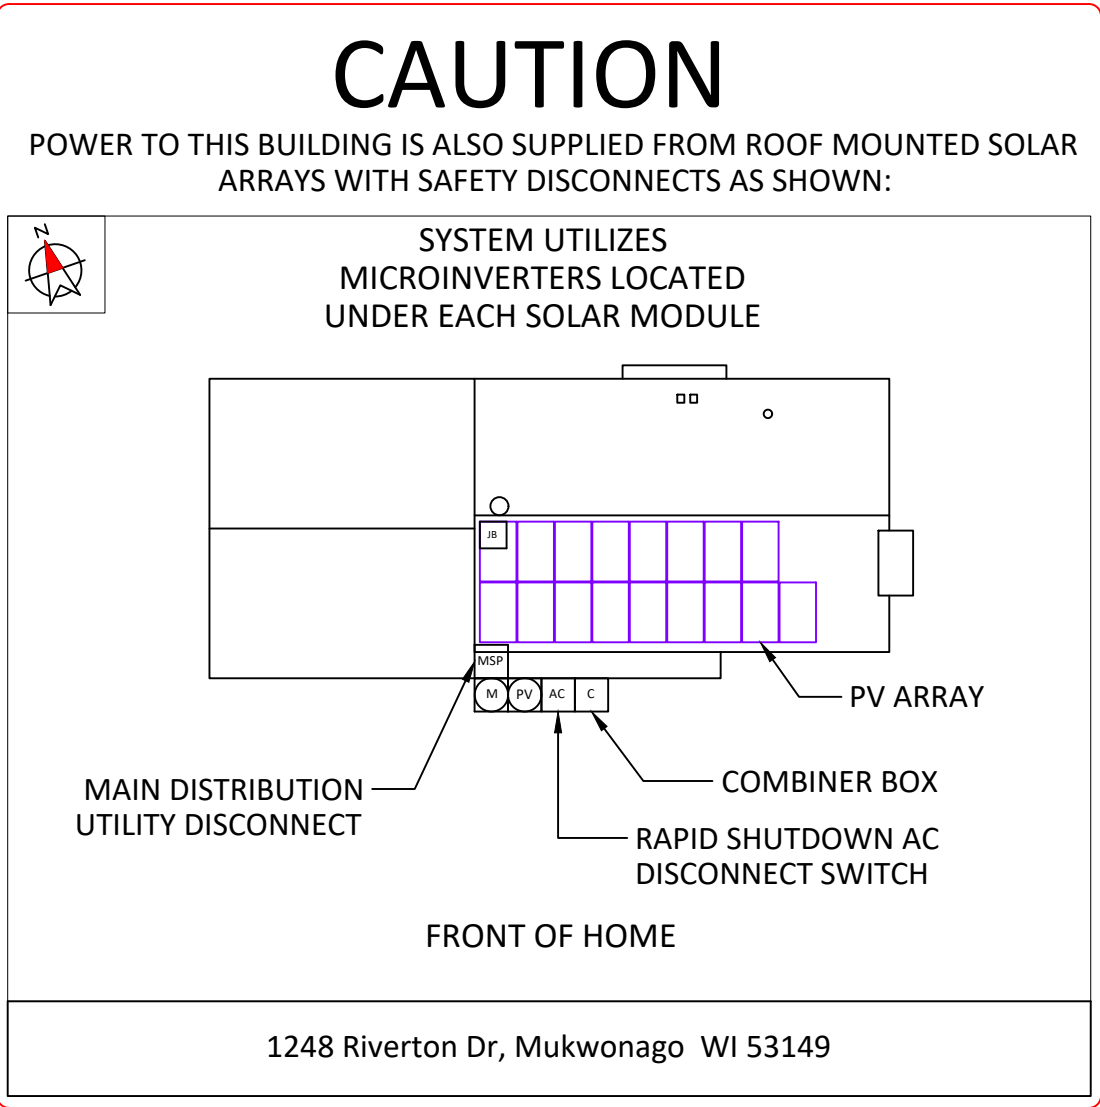 CAUTION
POWER TO THIS BUILDING IS ALSO SUPPLIED FROM ROOF MOUNTED SOLAR
ARRAYS WITH SAFETY DISCONNECTS AS SHOWN:
N
SYSTEM UTILIZES
MICROINVERTERS LOCATED
UNDER EACH SOLAR MODULE
JB
MSP
M
PV
AC
C
PV ARRAY
MAIN DISTRIBUTION
UTILITY DISCONNECT
COMBINER BOX
RAPID SHUTDOWN AC
DISCONNECT SWITCH
FRONT OF HOME
1248 Riverton Dr, Mukwonago  WI 53149